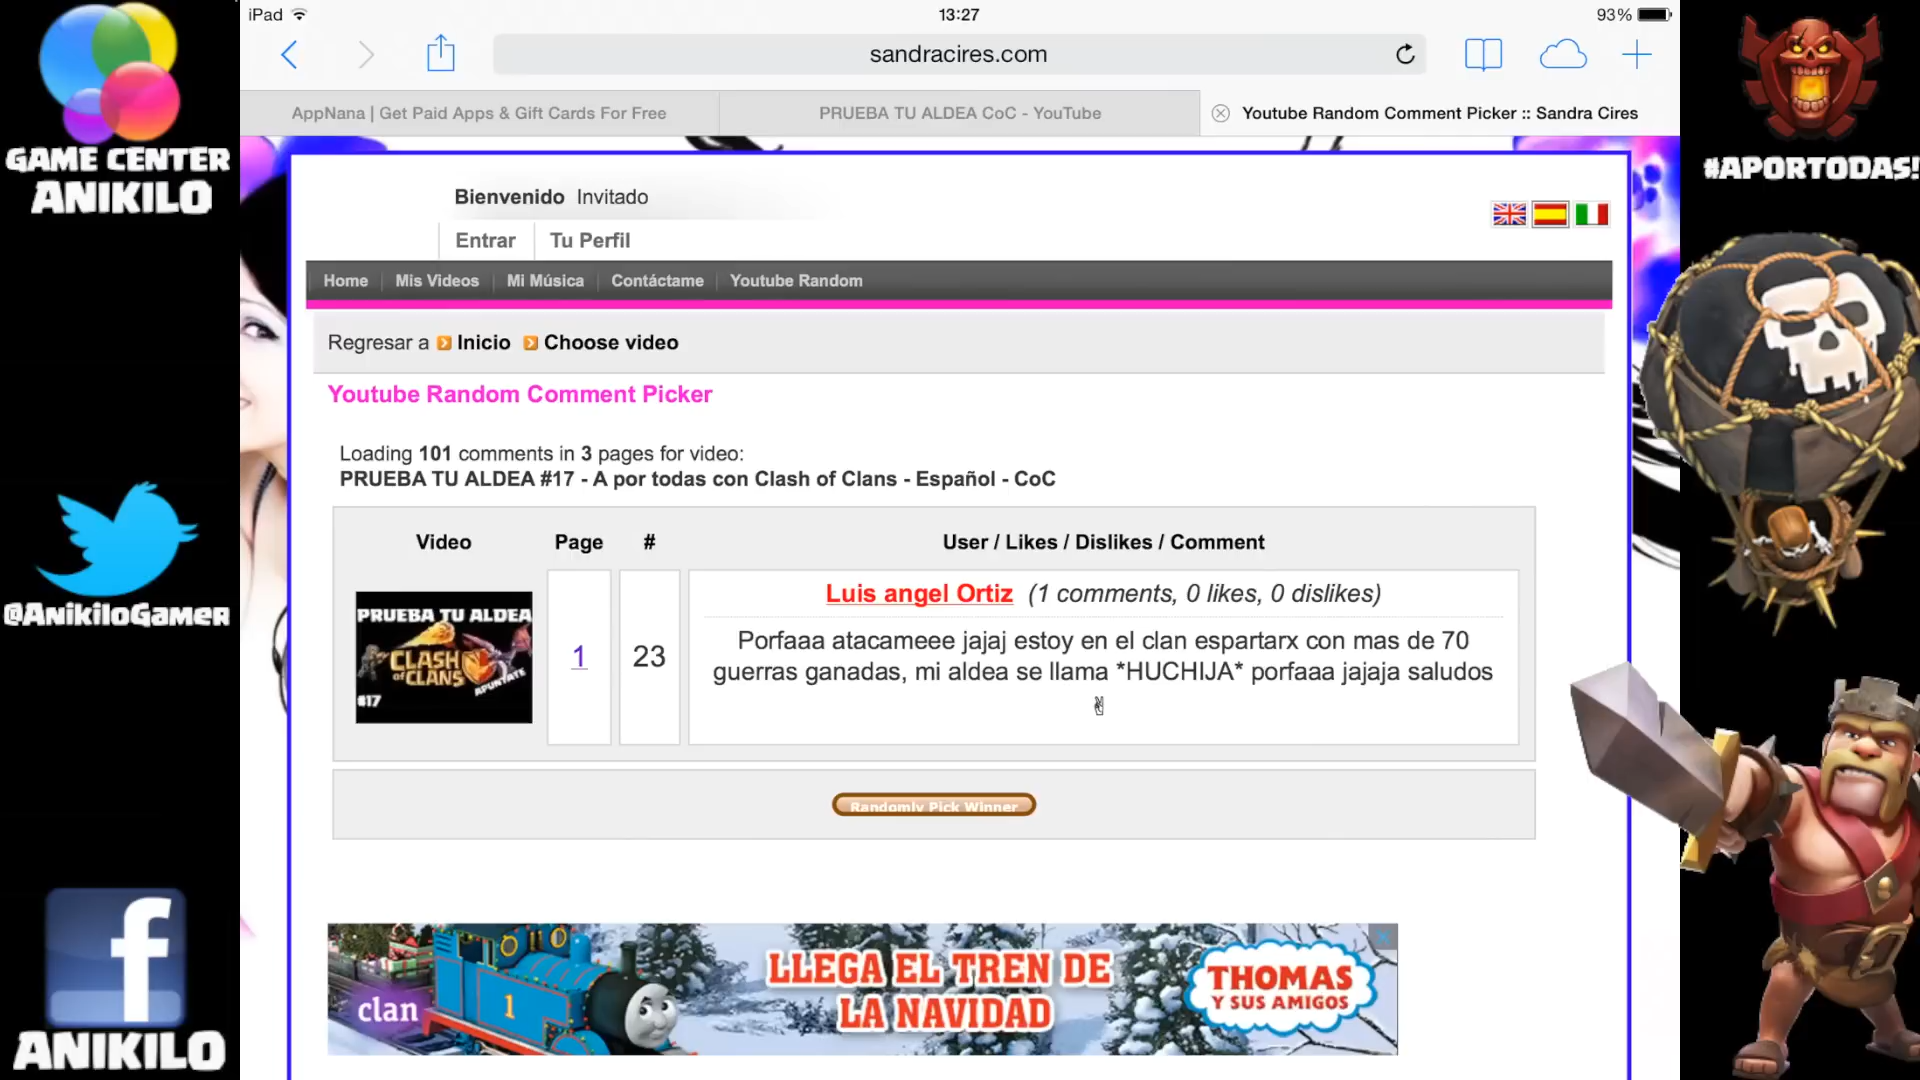 iPad
13:27
93%
sandracires.com
AppNana | Get Paid Apps & Gift Cards For Free
PRUEBA TU ALDEA CoC - YouTube
Youtube Random Comment Picker :: Sandra Cires
GAME CENTER
ANIKILO
#APORTODAS!
Bienvenido Invitado
Entrar
Tu Perfil
Home
Mis Videos
Mi Música
Contáctame
Youtube Random
Regresar a Inicio Choose video
Youtube Random Comment Picker
Loading 101 comments in 3 pages for video:
PRUEBA TU ALDEA #17 - A por todas con Clash of Clans - Español - CoC
Video
Page
#
User / Likes / Dislikes / Comment
PRUEBA TU ALDEA
CLASH
of CLANS
APUNTATE
#17
1
23
Luis angel Ortiz (1 comments, 0 likes, 0 dislikes)
Porfaaa atacameee jajaj estoy en el clan espartarx con mas de 70
guerras ganadas, mi aldea se llama *HUCHIJA* porfaaa jajaja saludos
✌
Randomly Pick Winner
@AnikiloGamer
f
ANIKILO
clan
1
LLEGA EL TREN DE
LA NAVIDAD
THOMAS
Y SUS AMIGOS